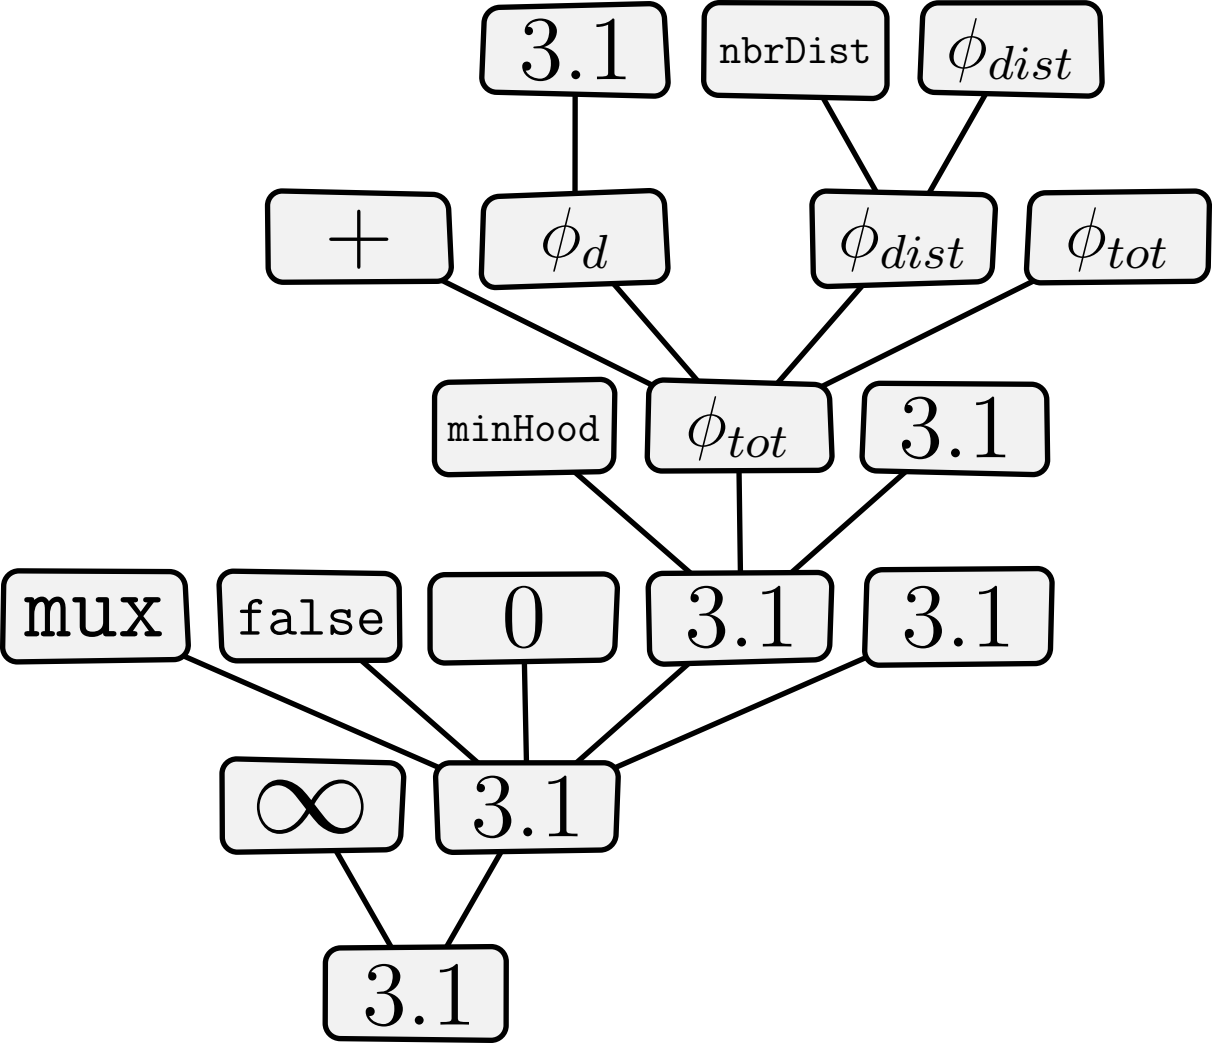 3.1 nbrDist ϕ_dist
+ ϕ_d ϕ_dist ϕ_tot
minHood ϕ_tot 3.1
mux false 0 3.1 3.1
∞ 3.1
3.1